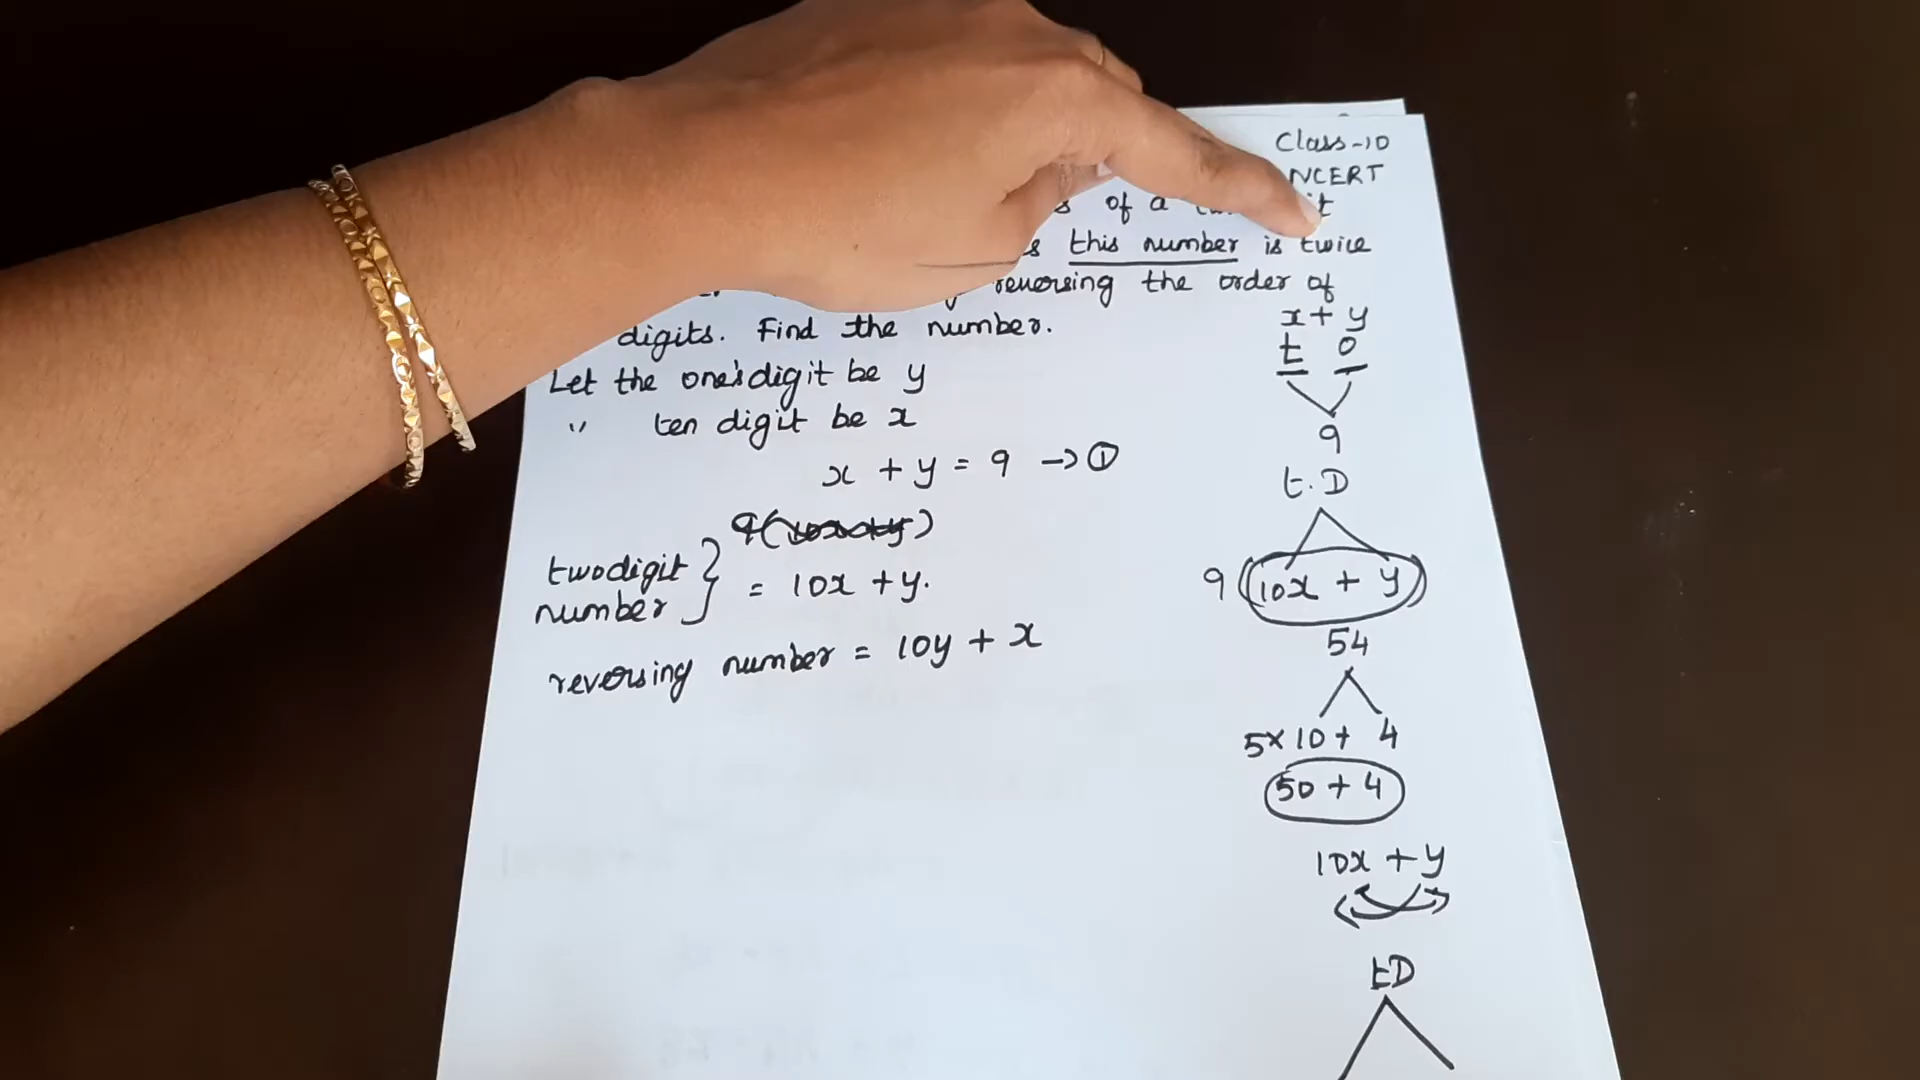 Class-10
NCERT
of a
this number is twice
reversing the order of
digits. Find the number.
x + y
t o
9
Let the one's digit be y
" ten digit be x
x + y = 9 → ①
t.D
9 (10x + y)
two digit number } = 10x + y.
reversing number = 10y + x
54
5×10 + 4
50 + 4
10x + y
tD